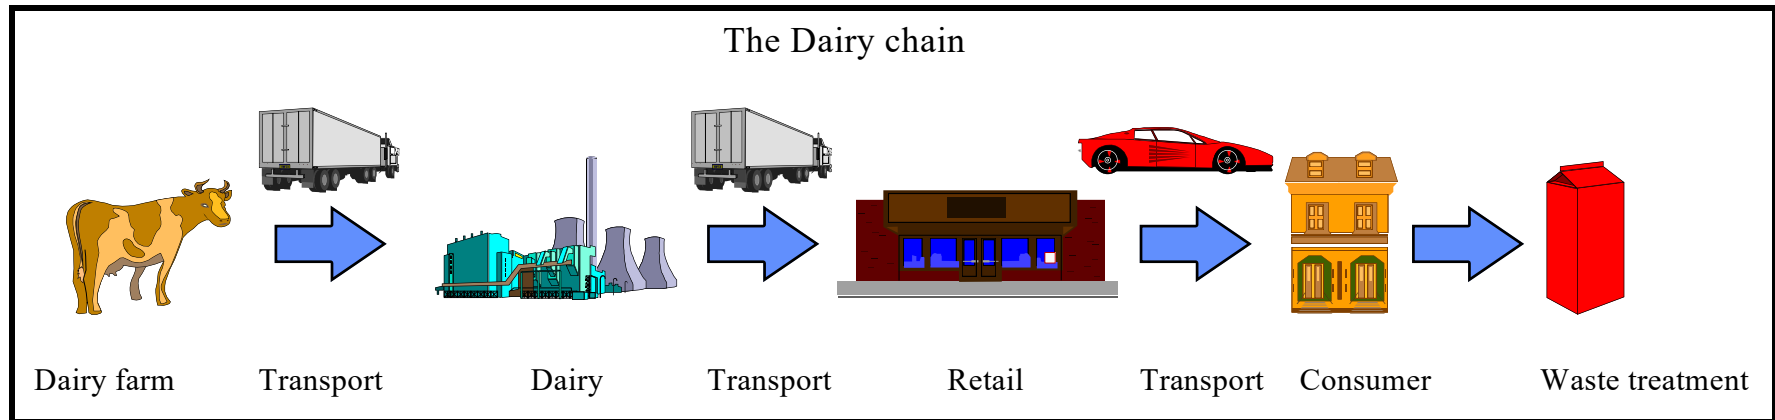 The Dairy chain
Dairy farm Transport Dairy Transport Retail Transport Consumer Waste treatment